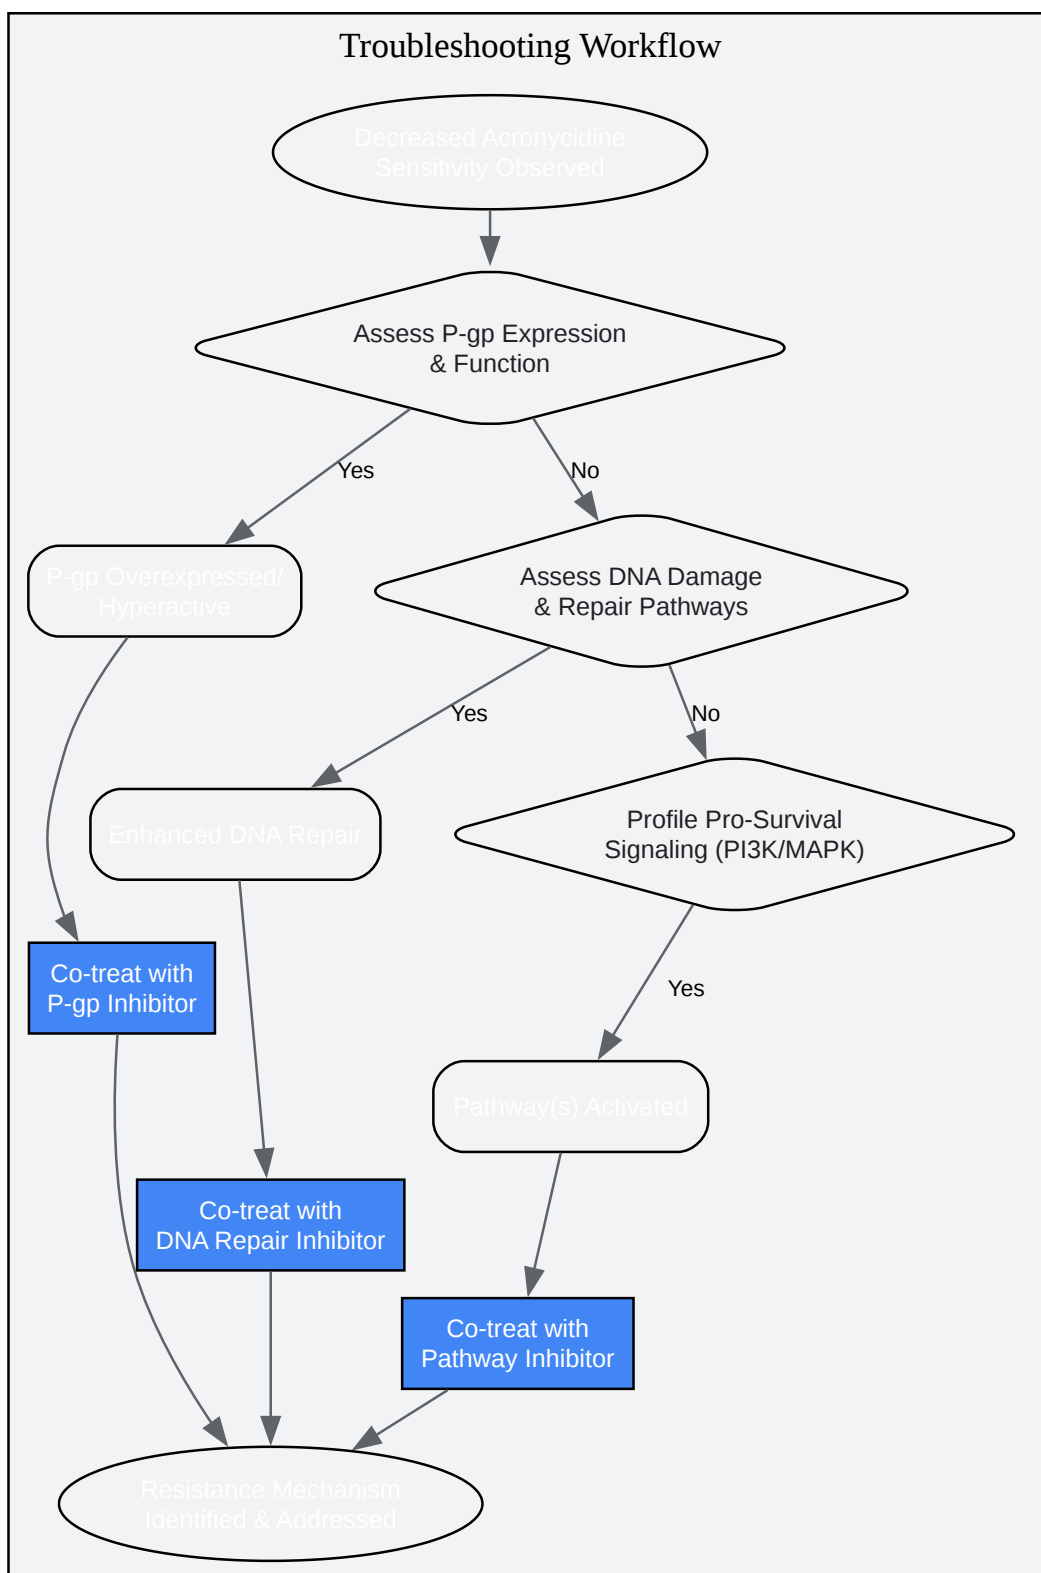 Troubleshooting Workflow
Decreased Acronycidine
Sensitivity Observed
Assess P-gp Expression
& Function
Yes
No
P-gp Overexpressed/
Hyperactive
Assess DNA Damage
& Repair Pathways
Yes
No
Enhanced DNA Repair
Profile Pro-Survival
Signaling (PI3K/MAPK)
Co-treat with
P-gp Inhibitor
Yes
Pathway(s) Activated
Co-treat with
DNA Repair Inhibitor
Co-treat with
Pathway Inhibitor
Resistance Mechanism
Identified & Addressed